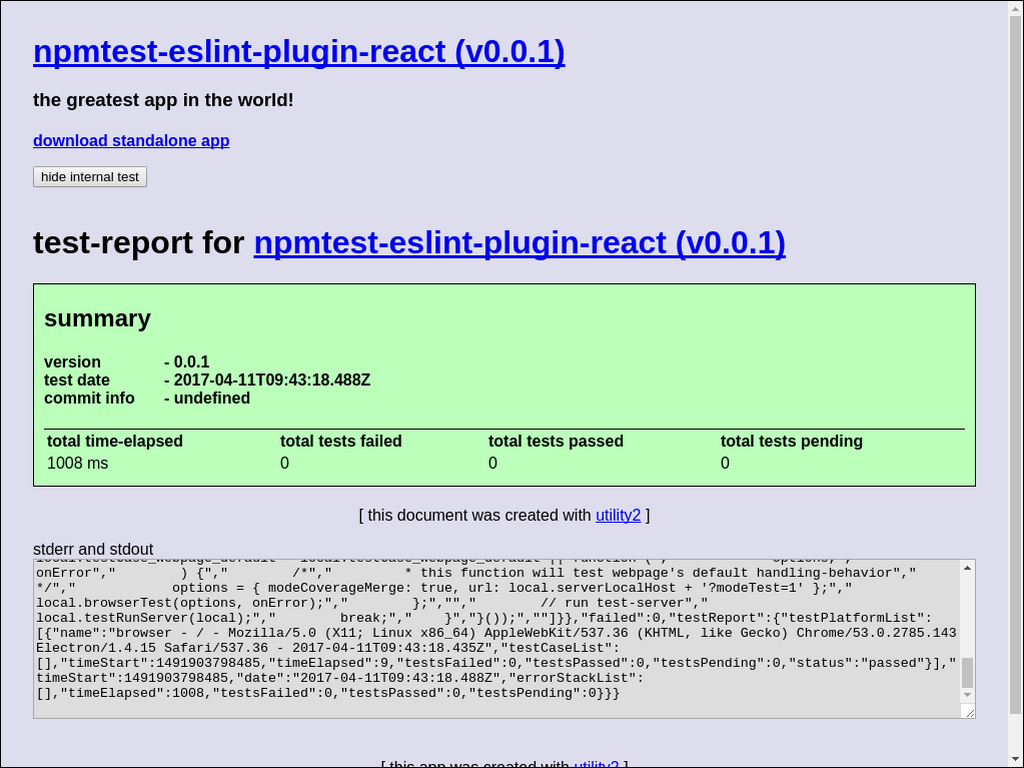 npmtest-eslint-plugin-react (v0.0.1)
the greatest app in the world!
download standalone app
hide internal test
test-report for npmtest-eslint-plugin-react (v0.0.1)
summary
version - 0.0.1
test date - 2017-04-11T09:43:18.488Z
commit info - undefined
total time-elapsed total tests failed total tests passed total tests pending
1008 ms 0 0 0
[ this document was created with utility2 ]
stderr and stdout
onError","        ) {","        /*","         * this function will test webpage's default handling-behavior","
*/","            options = { modeCoverageMerge: true, url: local.serverLocalHost + '?modeTest=1' };","
local.browserTest(options, onError);","        };","","        // run test-server","
local.testRunServer(local);","        break;","    }","}());",""]}},"failed":0,"testReport":{"testPlatformList":
[{"name":"browser - / - Mozilla/5.0 (X11; Linux x86_64) AppleWebKit/537.36 (KHTML, like Gecko) Chrome/53.0.2785.143
Electron/1.4.15 Safari/537.36 - 2017-04-11T09:43:18.435Z","testCaseList":
[],"timeStart":1491903798485,"timeElapsed":9,"testsFailed":0,"testsPassed":0,"testsPending":0,"status":"passed"}],"
timeStart":1491903798485,"date":"2017-04-11T09:43:18.488Z","errorStackList":
[],"timeElapsed":1008,"testsFailed":0,"testsPassed":0,"testsPending":0}}}
[ this app was created with utility2 ]